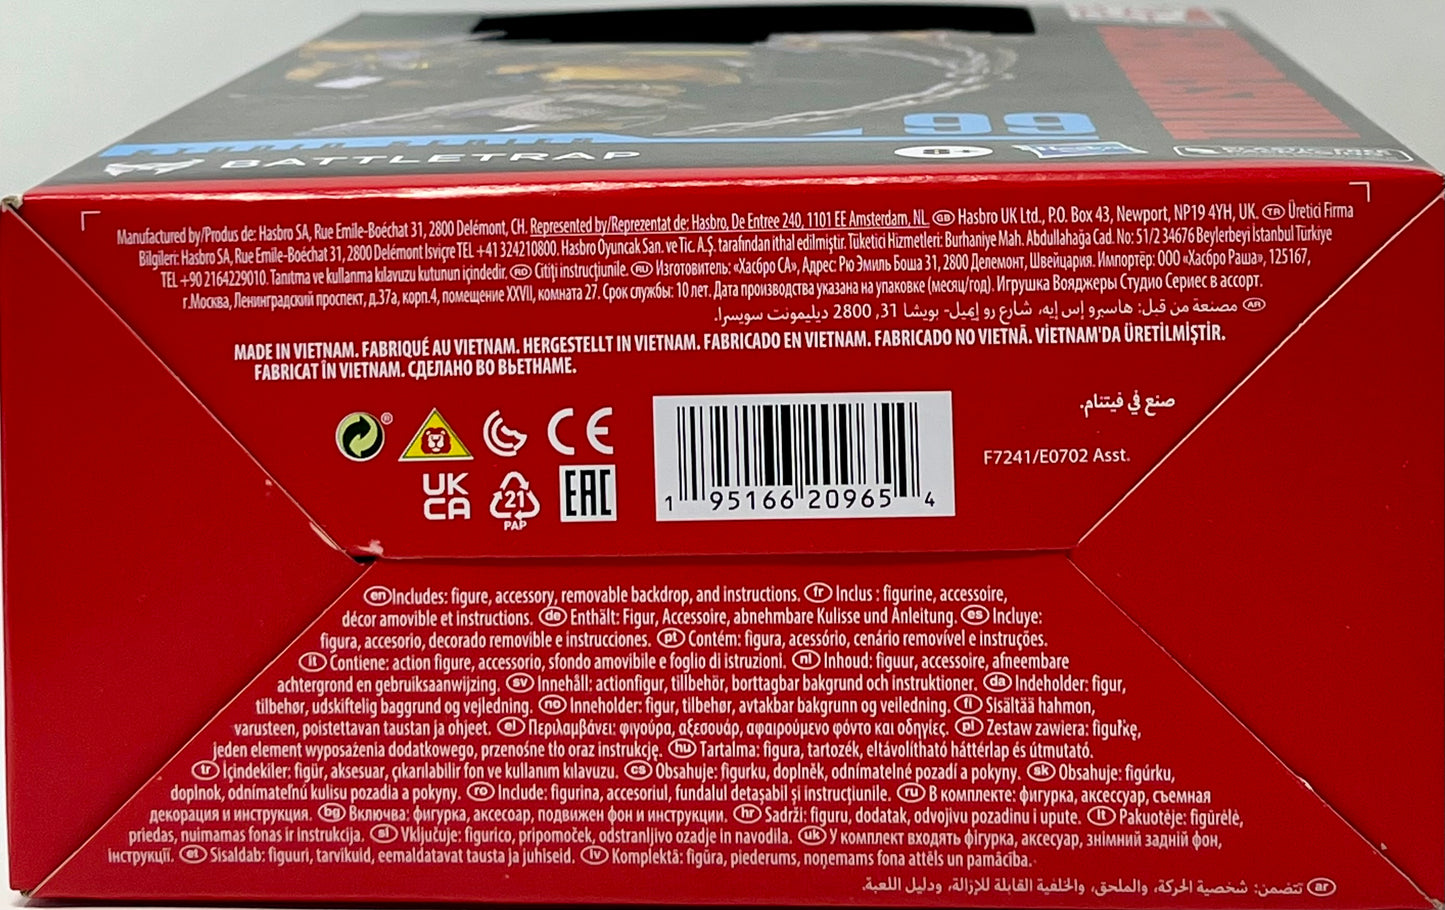 99
BATTLETRAP
8+
Manufactured by/Produs de: Hasbro SA, Rue Emile-Boéchat 31, 2800 Delémont, CH. Represented by/Reprezentat de: Hasbro, De Entree 240, 1101 EE Amsterdam, NL. GB Hasbro UK Ltd., P.O. Box 43, Newport, NP19 4YH, UK. TR Üretici Firma
Bilgileri: Hasbro SA, Rue Emile-Boéchat 31, 2800 Delémont İsviçre TEL +41 324210800. Hasbro Oyuncak San. ve Tic. A.Ş. tarafından ithal edilmiştir. Tüketici Hizmetleri: Burhaniye Mah. Abdullahağa Cad. No: 51/2 34676 Beylerbeyi İstanbul Türkiye
TEL +90 2164229010. Tanıtma ve kullanma kılavuzu kutunun içindedir. RO Citiți instrucțiunile. RU Изготовитель: «Хасбро СА», Адрес: Рю Эмиль Боша 31, 2800 Делемонт, Швейцария. Импортёр: ООО «Хасбро Раша», 125167,
г.Москва, Ленинградский проспект, д.37а, корп.4, помещение XXVII, комната 27. Срок службы: 10 лет. Дата производства указана на упаковке (месяц/год). Игрушка Вояджеры Студио Сериес в ассорт.
AR مصنعة من قبل: هاسبرو إس إيه، شارع رو إيميل- بويشا 31, 2800 ديليمونت سويسرا.
MADE IN VIETNAM. FABRIQUÉ AU VIETNAM. HERGESTELLT IN VIETNAM. FABRICADO EN VIETNAM. FABRICADO NO VIETNÃ. VIETNAM'DA ÜRETİLMİŞTİR.
FABRICAT ÎN VIETNAM. СДЕЛАНО ВО ВЬЕТНАМЕ.
صنع في فيتنام.
F7241/E0702 Asst.
CE
UK
CA
21
PAP
EAC
1 95166 20965 4
en Includes: figure, accessory, removable backdrop, and instructions. fr Inclus : figurine, accessoire,
décor amovible et instructions. de Enthält: Figur, Accessoire, abnehmbare Kulisse und Anleitung. es Incluye:
figura, accesorio, decorado removible e instrucciones. pt Contém: figura, acessório, cenário removível e instruções.
it Contiene: action figure, accessorio, sfondo amovibile e foglio di istruzioni. nl Inhoud: figuur, accessoire, afneembare
achtergrond en gebruiksaanwijzing. sv Innehåll: actionfigur, tillbehör, borttagbar bakgrund och instruktioner. da Indeholder: figur,
tilbehør, udskiftelig baggrund og vejledning. no Inneholder: figur, tilbehør, avtakbar bakgrunn og veiledning. fi Sisältää hahmon,
varusteen, poistettavan taustan ja ohjeet. el Περιλαμβάνει: φιγούρα, αξεσουάρ, αφαιρούμενο φόντο και οδηγίες. pl Zestaw zawiera: figurkę,
jeden element wyposażenia dodatkowego, przenośne tło oraz instrukcję. hu Tartalma: figura, tartozék, eltávolítható háttérlap és útmutató.
tr İçindekiler: figür, aksesuar, çıkarılabilir fon ve kullanım kılavuzu. cs Obsahuje: figurku, doplněk, odnímatelné pozadí a pokyny. sk Obsahuje: figúrku,
doplnok, odnímateľnú kulisu pozadia a pokyny. ro Include: figurina, accesoriul, fundalul detașabil și instrucțiunile. ru В комплекте: фигурка, аксессуар, съемная
декорация и инструкция. bg Включва: фигурка, аксесоар, подвижен фон и инструкции. hr Sadrži: figuru, dodatak, odvojivu pozadinu i upute. lt Pakuotėje: figūrėlė,
priedas, nuimamas fonas ir instrukcija. sl Vključuje: figurico, pripomoček, odstranljivo ozadje in navodila. uk У комплект входять фігурка, аксесуар, знімний задній фон,
інструкції. et Sisaldab: figuuri, tarvikuid, eemaldatavat tausta ja juhiseid. lv Komplektā: figūra, piederums, noņemams fona attēls un pamācība.
ar تتضمن: شخصية الحركة، والملحق، والخلفية القابلة للإزالة، ودليل اللعبة.